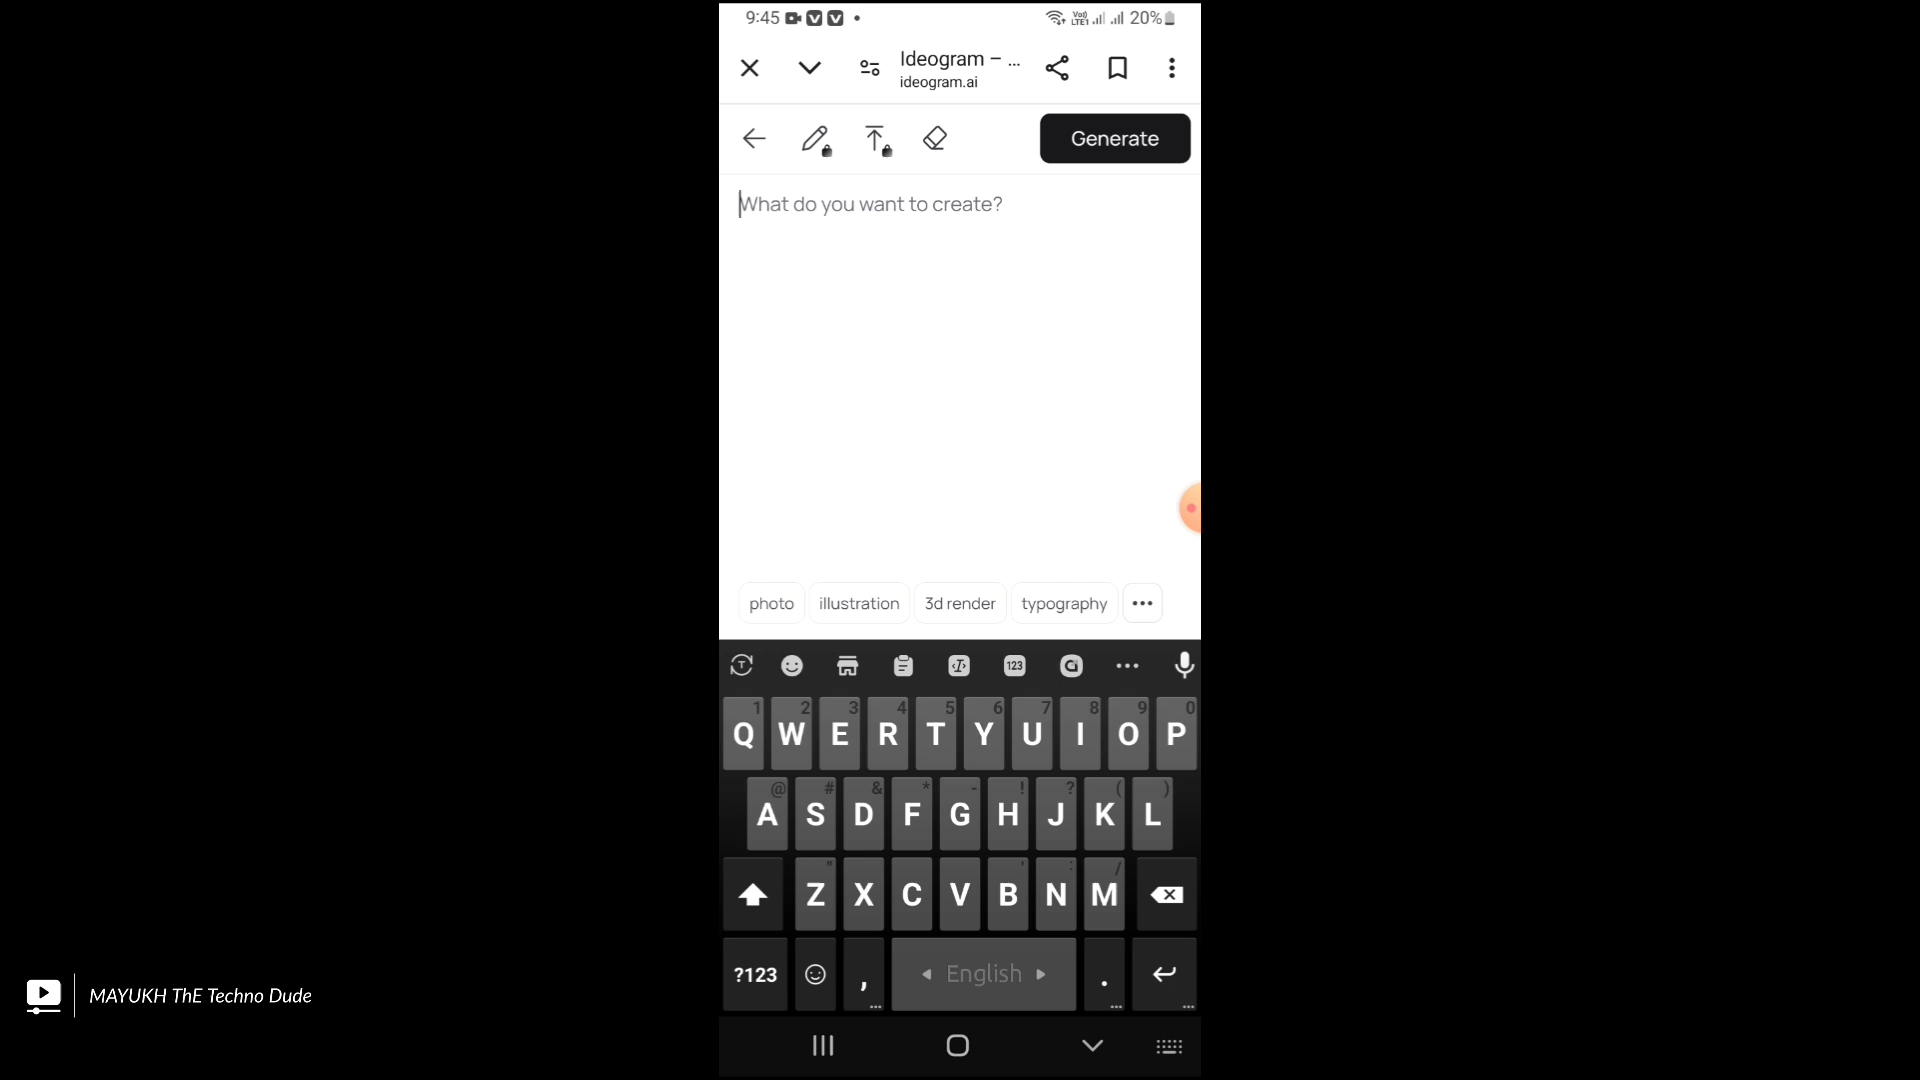 9:45 20%
Ideogram – ...
ideogram.ai
Generate
What do you want to create?
photo illustration 3d render typography
123
1 2 3 4 5 6 7 8 9 0
Q W E R T Y U I O P
@ # & * - ! ? ( )
A S D F G H J K L
" ' : /
Z X C V B N M
?123 , English .
MAYUKH ThE Techno Dude